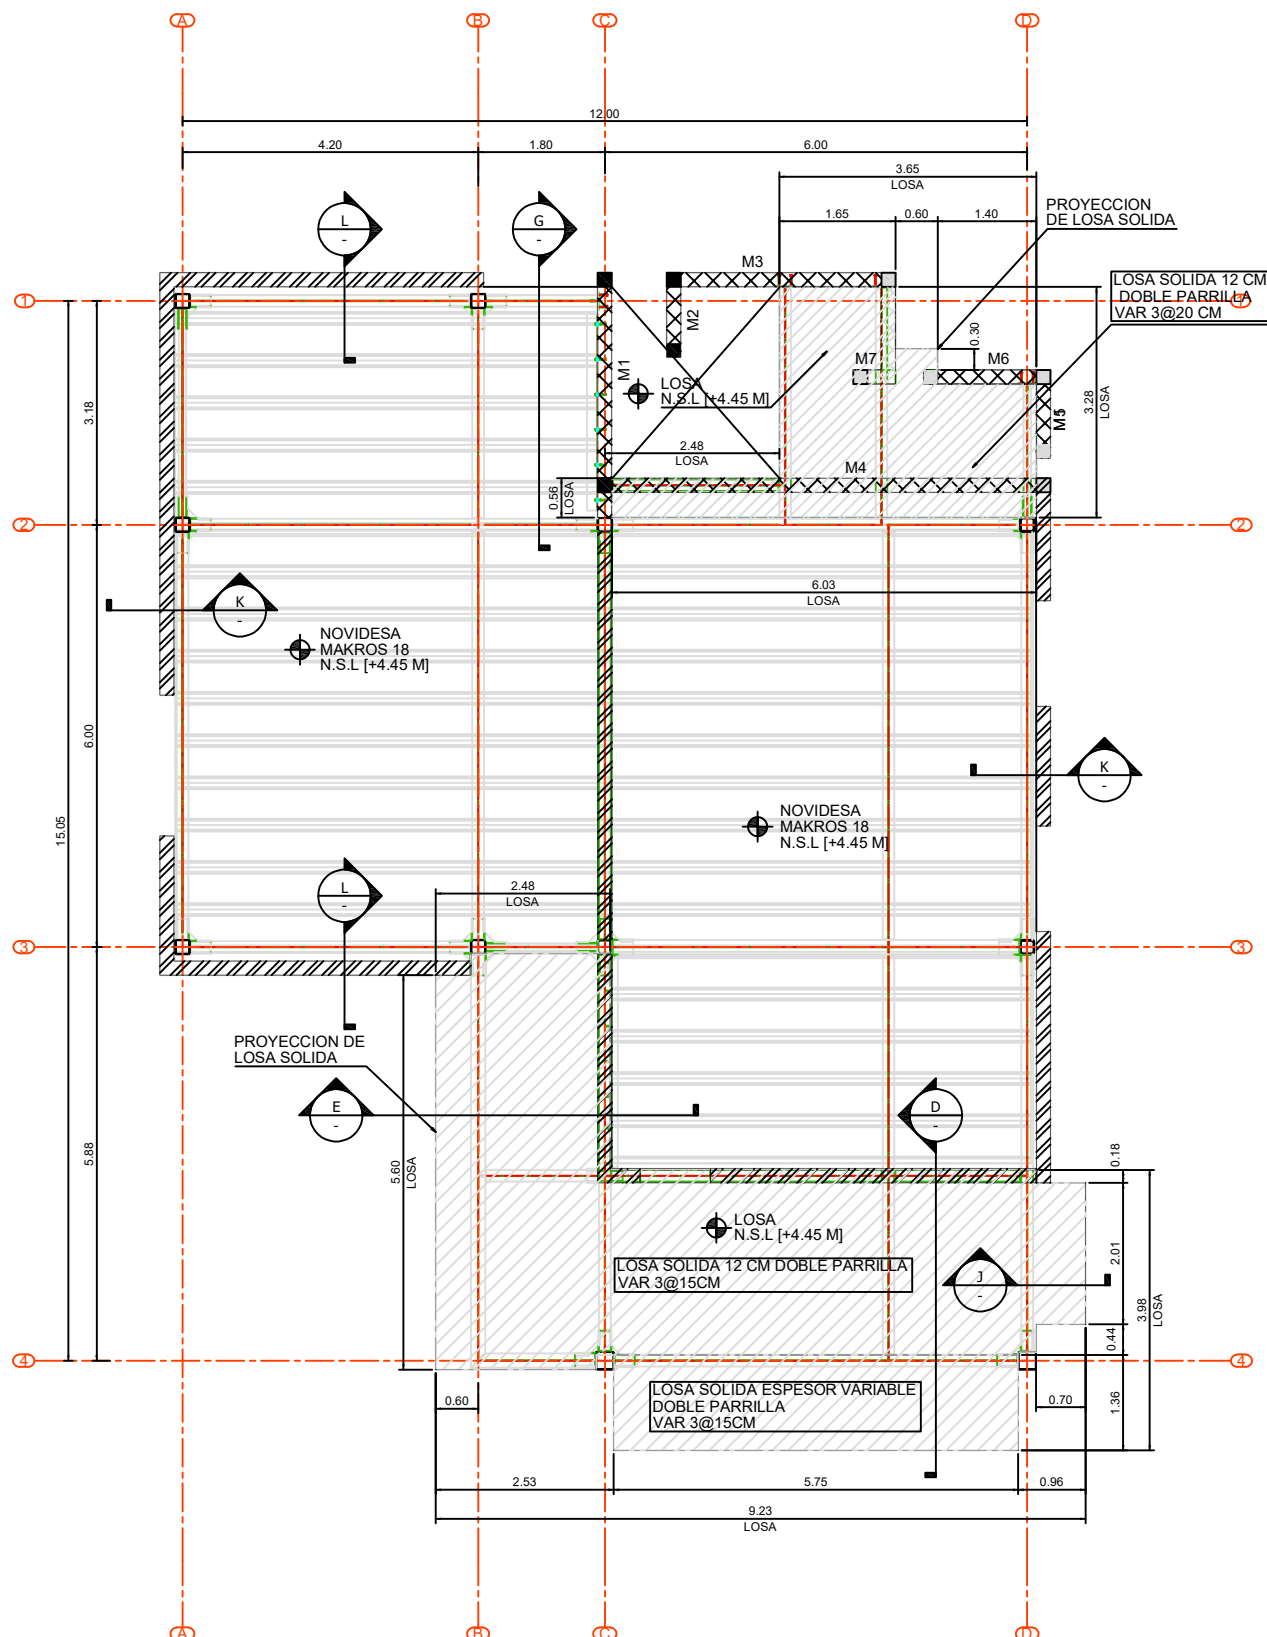 A
B
C
D
12.00
4.20
1.80
6.00
3.65
LOSA
1.65
0.60
1.40
PROYECCION
DE LOSA SOLIDA
L
-
G
-
M3
LOSA SOLIDA 12 CM
DOBLE PARRILLA
VAR 3@20 CM
1
1
M2
M1
0.30
M7
M6
LOSA
N.S.L [+4.45 M]
3.28
LOSA
M5
3.18
2.48
LOSA
M4
0.56
LOSA
2
2
6.03
LOSA
K
-
NOVIDESA
MAKROS 18
N.S.L [+4.45 M]
6.00
15.05
K
-
NOVIDESA
MAKROS 18
N.S.L [+4.45 M]
L
-
2.48
LOSA
3
3
PROYECCION DE
LOSA SOLIDA
E
-
D
-
5.88
5.60
LOSA
0.18
LOSA
N.S.L [+4.45 M]
2.01
LOSA SOLIDA 12 CM DOBLE PARRILLA
VAR 3@15CM
J
-
3.98
LOSA
0.44
4
4
LOSA SOLIDA ESPESOR VARIABLE
DOBLE PARRILLA
VAR 3@15CM
0.60
0.70
1.36
2.53
5.75
0.96
9.23
LOSA
A
B
C
D